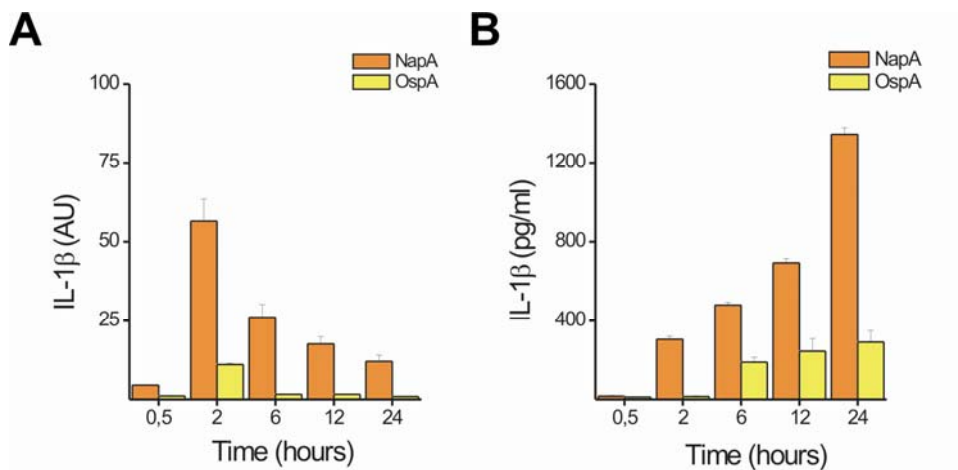 A
NapA
OspA
100
75
50
25
IL-1β (AU)
0,5 2 6 12 24
Time (hours)
B
NapA
OspA
1600
1200
800
400
IL-1β (pg/ml)
0,5 2 6 12 24
Time (hours)